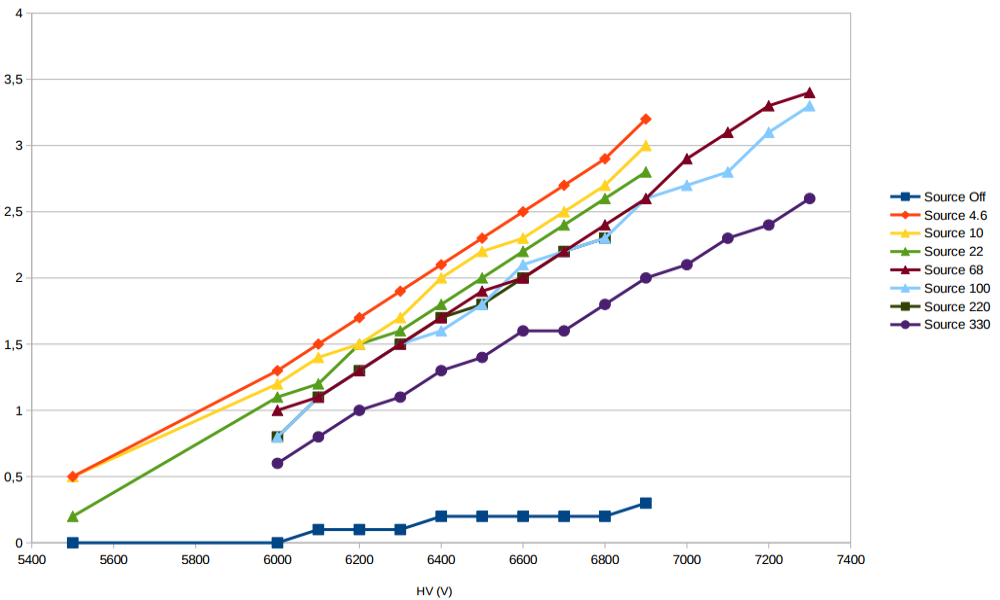 4
3,5
3
2,5
2
1,5
1
0,5
0
5400 5600 5800 6000 6200 6400 6600 6800 7000 7200 7400
HV (V)
Source Off
Source 4.6
Source 10
Source 22
Source 68
Source 100
Source 220
Source 330